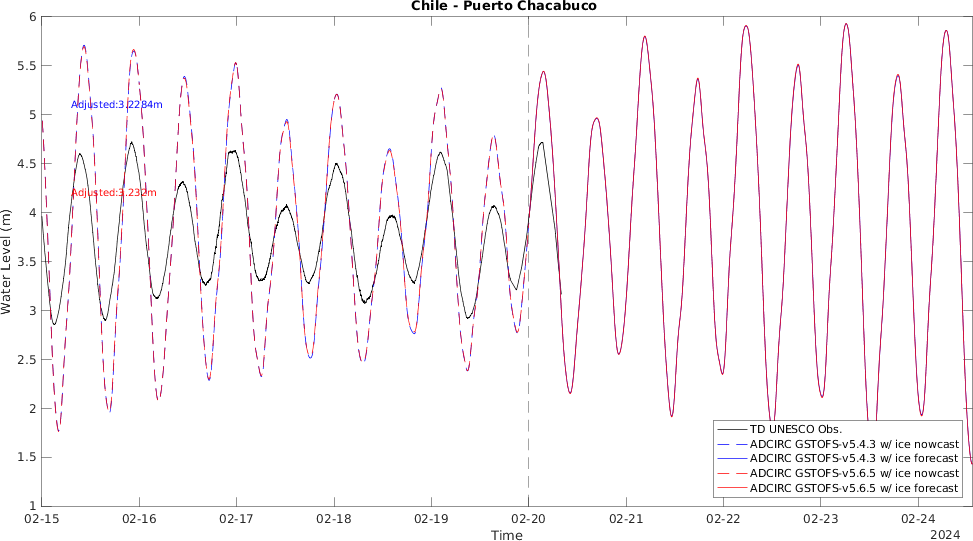 Chile - Puerto Chacabuco
6
5.5
5
4.5
4
3.5
3
2.5
2
1.5
1
Water Level (m)
Adjusted:3.2284m
Adjusted:3.232m
TD UNESCO Obs.
ADCIRC GSTOFS-v5.4.3 w/ ice nowcast
ADCIRC GSTOFS-v5.4.3 w/ ice forecast
ADCIRC GSTOFS-v5.6.5 w/ ice nowcast
ADCIRC GSTOFS-v5.6.5 w/ ice forecast
02-15 02-16 02-17 02-18 02-19 02-20 02-21 02-22 02-23 02-24
Time
2024